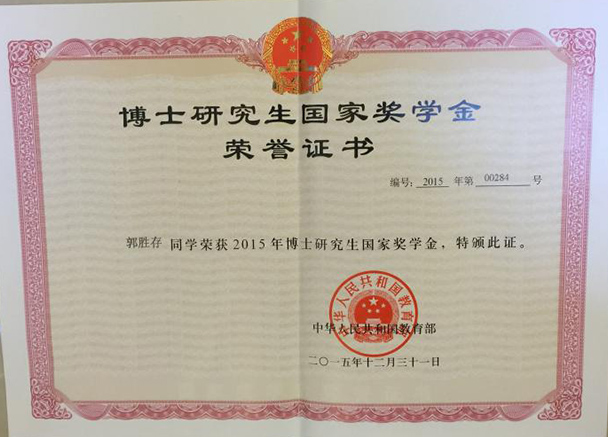 博士研究生国家奖学金
荣誉证书
编号: 2015 年第 00284 号
郭胜存 同学荣获2015年博士研究生国家奖学金，特颁此证。
中华人民共和国教育部
中华人民共和国教育部
二〇一五年十二月三十一日